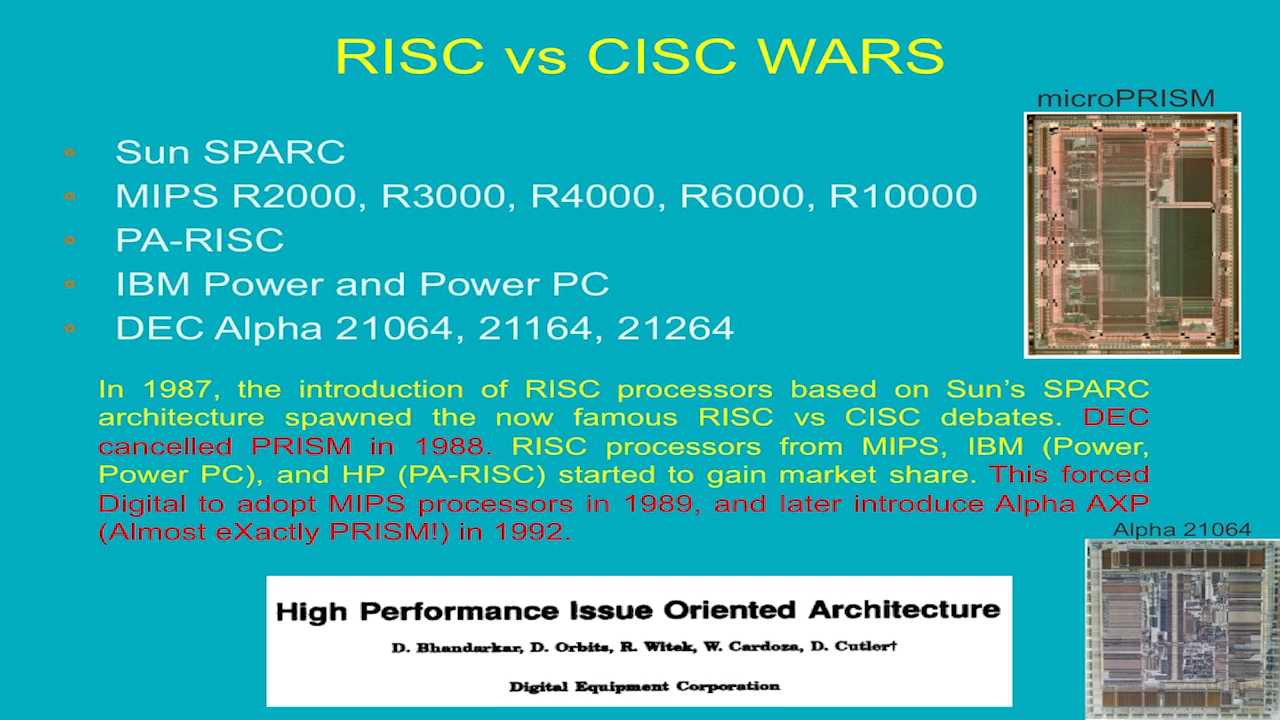 RISC vs CISC WARS
microPRISM
Sun SPARC
MIPS R2000, R3000, R4000, R6000, R10000
PA-RISC
IBM Power and Power PC
DEC Alpha 21064, 21164, 21264
In 1987, the introduction of RISC processors based on Sun’s SPARC
architecture spawned the now famous RISC vs CISC debates. DEC
cancelled PRISM in 1988. RISC processors from MIPS, IBM (Power,
Power PC), and HP (PA-RISC) started to gain market share. This forced
Digital to adopt MIPS processors in 1989, and later introduce Alpha AXP
(Almost eXactly PRISM!) in 1992.
Alpha 21064
High Performance Issue Oriented Architecture
D. Bhandarkar, D. Orbits, R. Witek, W. Cardoza, D. Cutler†
Digital Equipment Corporation